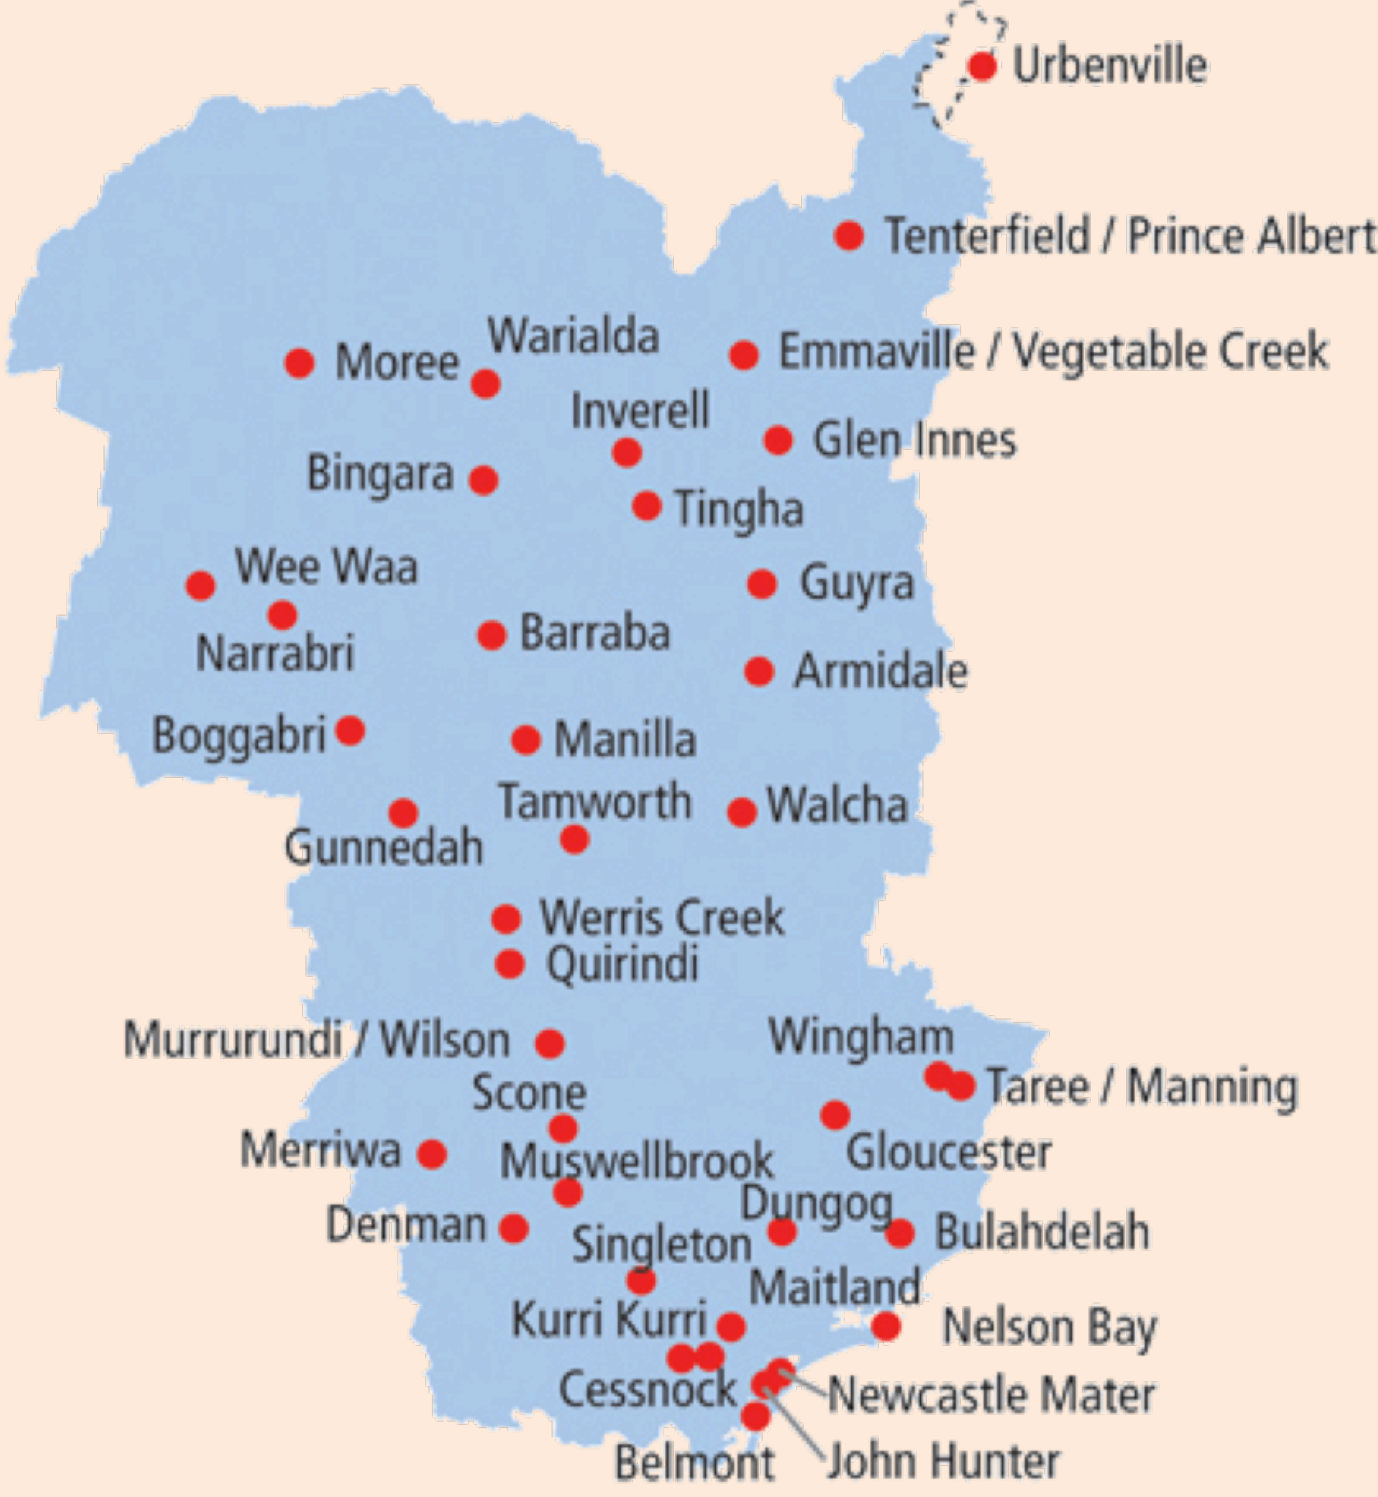 Urbenville
Tenterfield / Prince Albert
Warialda
Moree
Emmaville / Vegetable Creek
Inverell
Glen Innes
Bingara
Tingha
Wee Waa
Guyra
Narrabri
Barraba
Armidale
Boggabri
Manilla
Tamworth
Walcha
Gunnedah
Werris Creek
Quirindi
Murrurundi / Wilson
Wingham
Scone
Taree / Manning
Merriwa
Muswellbrook
Gloucester
Dungog
Denman
Singleton
Bulahdelah
Maitland
Kurri Kurri
Nelson Bay
Cessnock
Newcastle Mater
Belmont
John Hunter